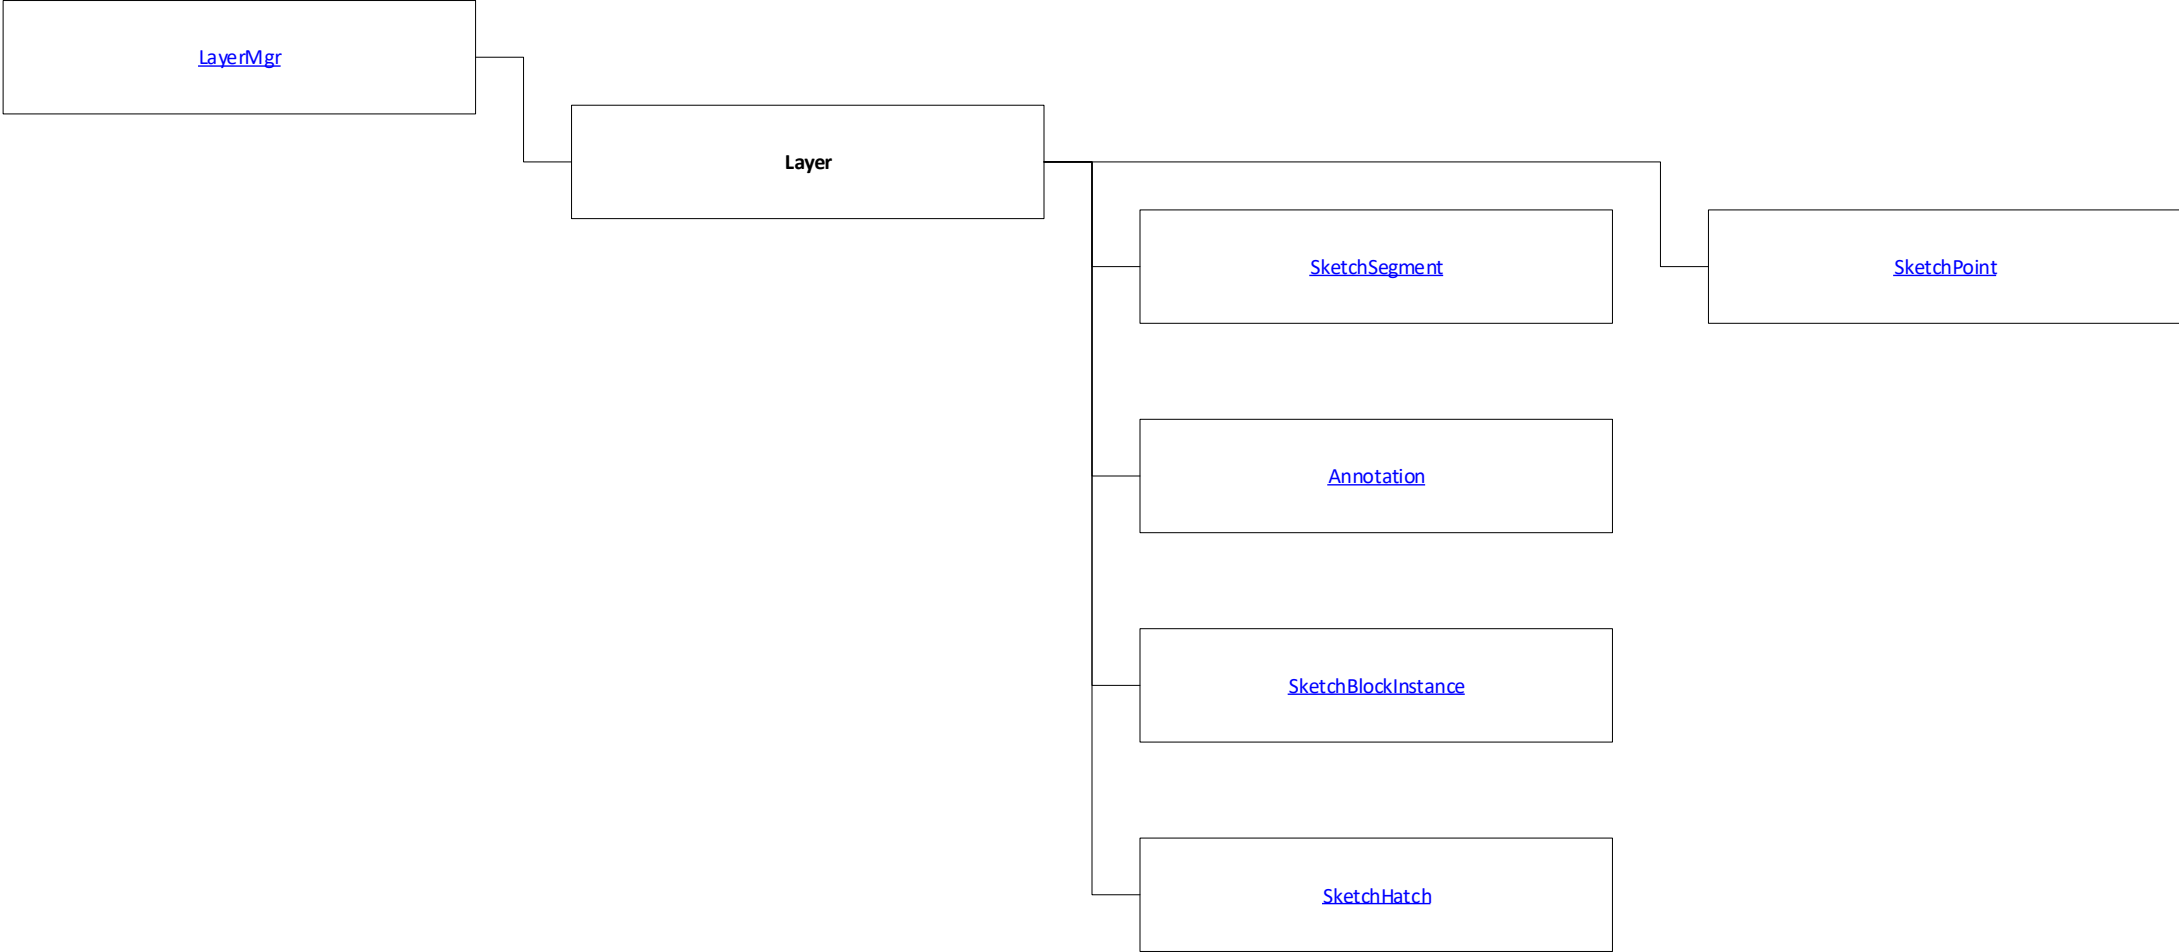 LayerMgr
Layer
SketchSegment
SketchPoint
Annotation
SketchBlockInstance
SketchHatch